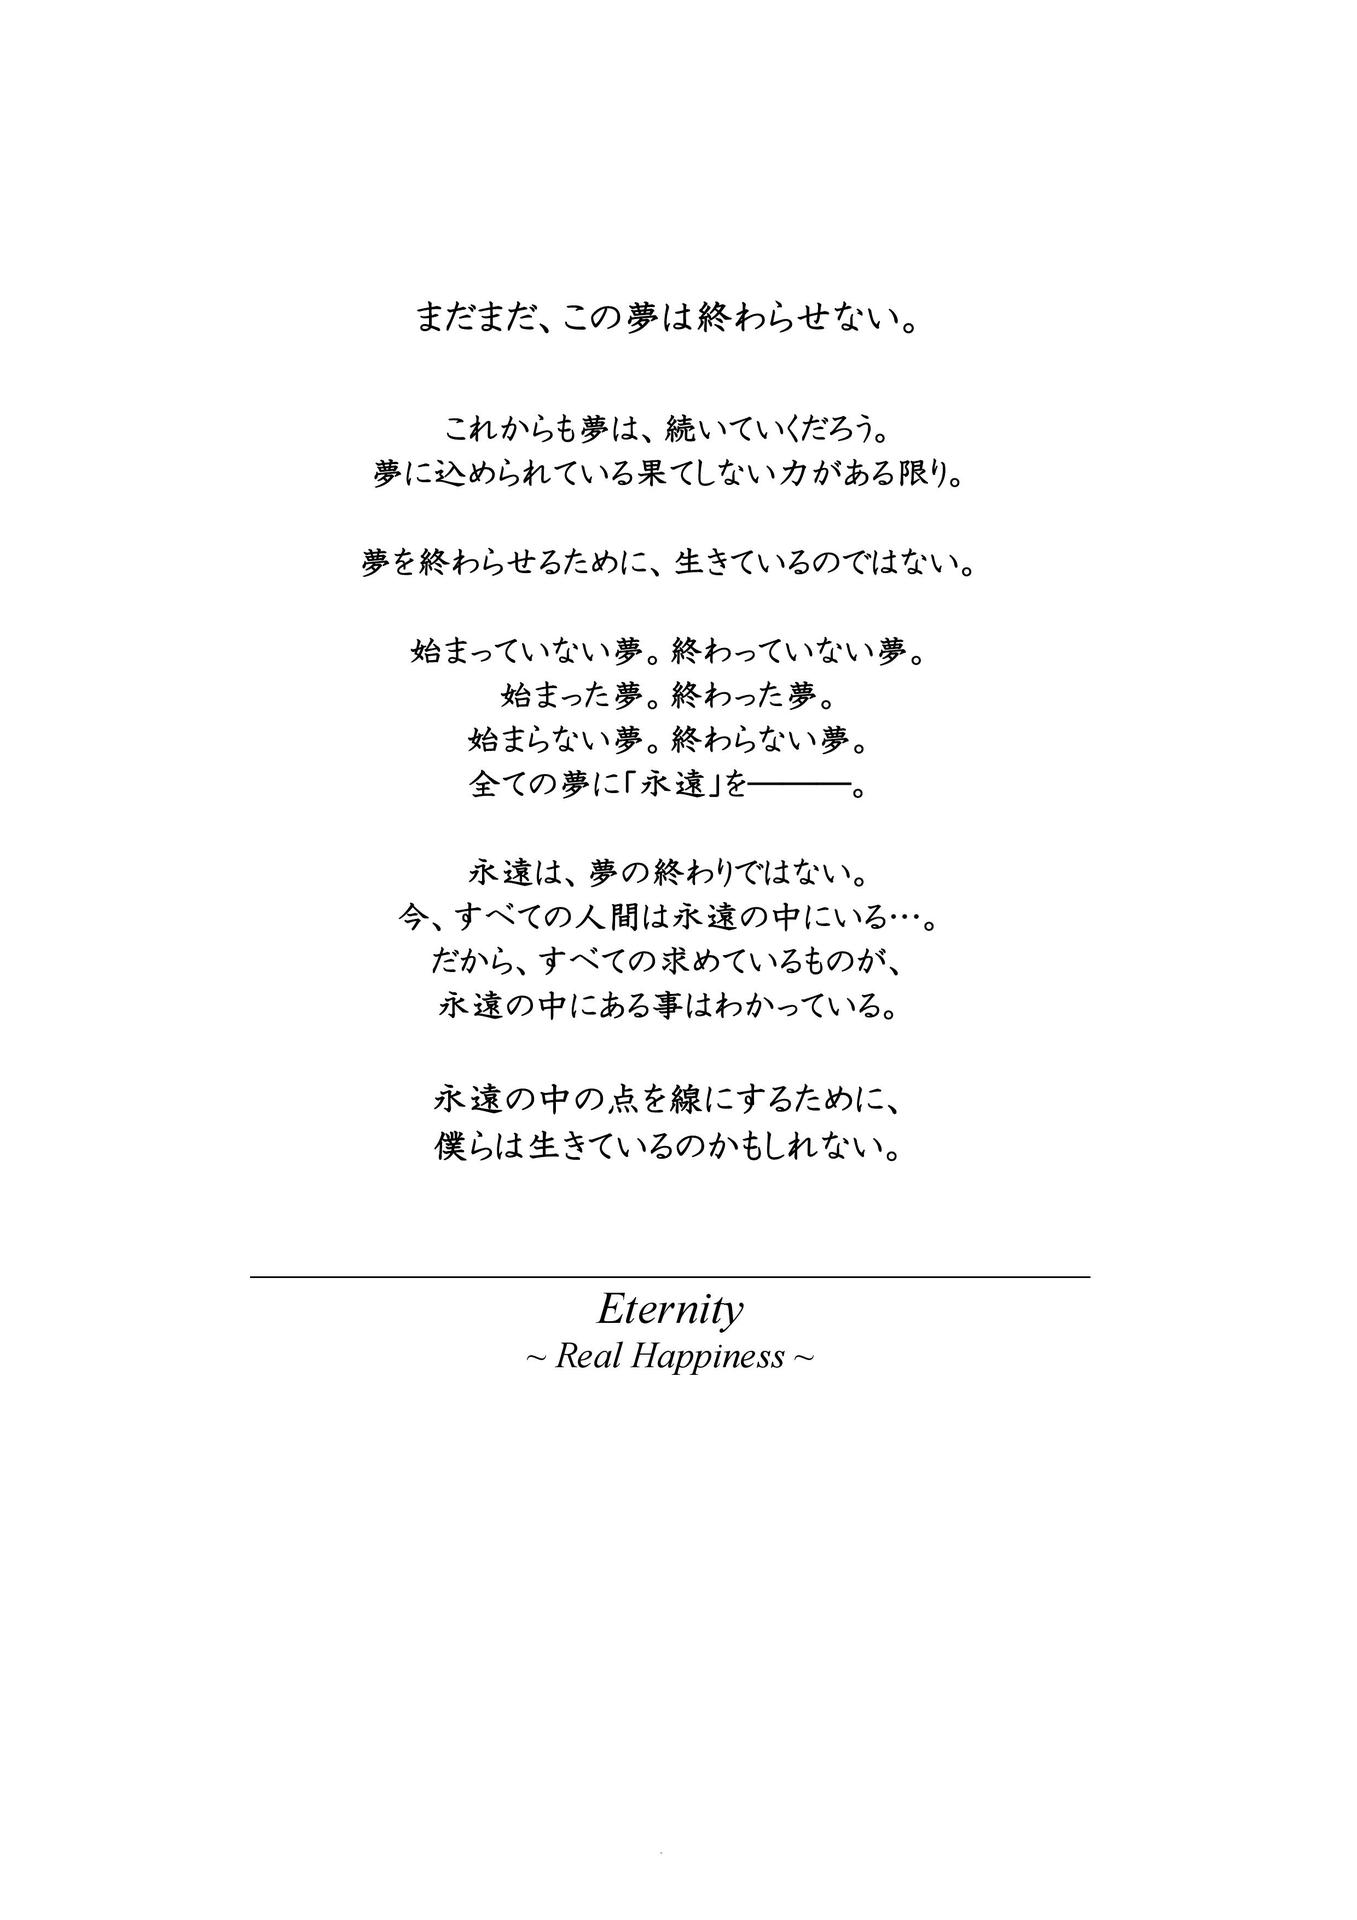 まだまだ、この夢は終わらせない。
これからも夢は、続いていくだろう。
夢に込められている果てしない力がある限り。
夢を終わらせるために、生きているのではない。
始まっていない夢。終わっていない夢。
始まった夢。終わった夢。
始まらない夢。終わらない夢。
全ての夢に「永遠」を―――。
永遠は、夢の終わりではない。
今、すべての人間は永遠の中にいる…。
だから、すべての求めているものが、
永遠の中にある事はわかっている。
永遠の中の点を線にするために、
僕らは生きているのかもしれない。
Eternity
~ Real Happiness ~